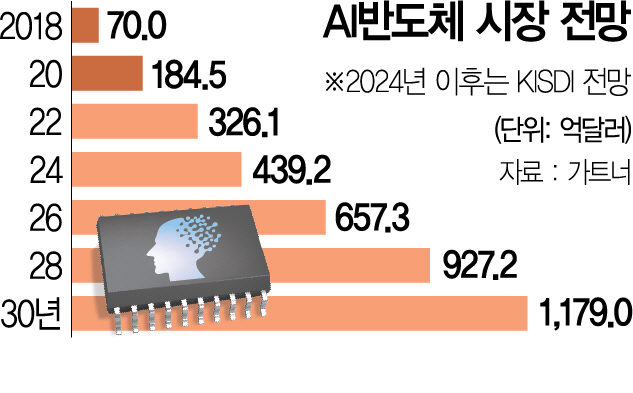 AI반도체 시장 전망
※2024년 이후는 KISDI 전망
(단위: 억달러)
자료 : 가트너
2018 70.0
20 184.5
22 326.1
24 439.2
26 657.3
28 927.2
30년 1,179.0